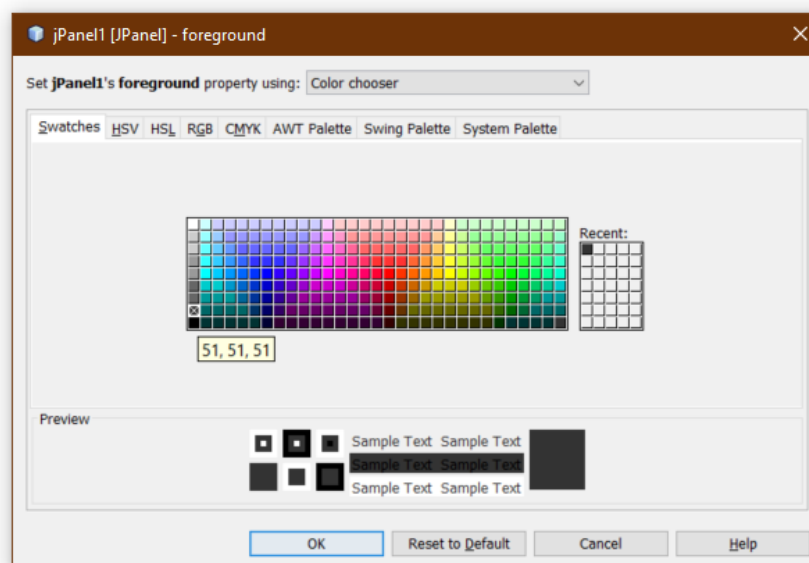 jPanel1 [JPanel] - foreground
Set jPanel1's foreground property using: Color chooser
Swatches HSV HSL RGB CMYK AWT Palette Swing Palette System Palette
Recent:
51, 51, 51
Preview
Sample Text Sample Text
Sample Text Sample Text
Sample Text Sample Text
OK Reset to Default Cancel Help